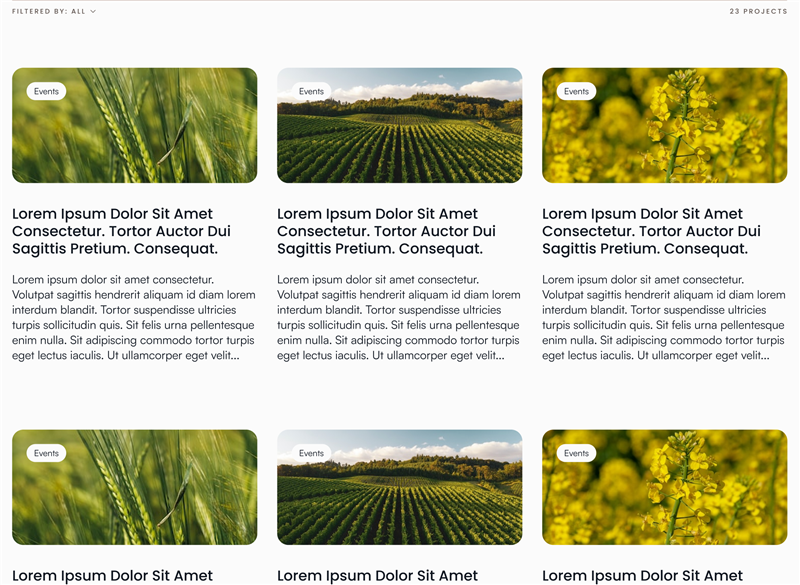 FILTERED BY: ALL
23 PROJECTS
Events
Events
Events
Lorem Ipsum Dolor Sit Amet
Consectetur. Tortor Auctor Dui
Sagittis Pretium. Consequat.
Lorem ipsum dolor sit amet consectetur.
Volutpat sagittis hendrerit aliquam id diam lorem
interdum blandit. Tortor suspendisse ultricies
turpis sollicitudin quis. Sit felis urna pellentesque
enim nulla. Sit adipiscing commodo tortor turpis
eget lectus iaculis. Ut ullamcorper eget velit...
Lorem Ipsum Dolor Sit Amet
Consectetur. Tortor Auctor Dui
Sagittis Pretium. Consequat.
Lorem ipsum dolor sit amet consectetur.
Volutpat sagittis hendrerit aliquam id diam lorem
interdum blandit. Tortor suspendisse ultricies
turpis sollicitudin quis. Sit felis urna pellentesque
enim nulla. Sit adipiscing commodo tortor turpis
eget lectus iaculis. Ut ullamcorper eget velit...
Lorem Ipsum Dolor Sit Amet
Consectetur. Tortor Auctor Dui
Sagittis Pretium. Consequat.
Lorem ipsum dolor sit amet consectetur.
Volutpat sagittis hendrerit aliquam id diam lorem
interdum blandit. Tortor suspendisse ultricies
turpis sollicitudin quis. Sit felis urna pellentesque
enim nulla. Sit adipiscing commodo tortor turpis
eget lectus iaculis. Ut ullamcorper eget velit...
Events
Events
Events
Lorem Ipsum Dolor Sit Amet
Lorem Ipsum Dolor Sit Amet
Lorem Ipsum Dolor Sit Amet